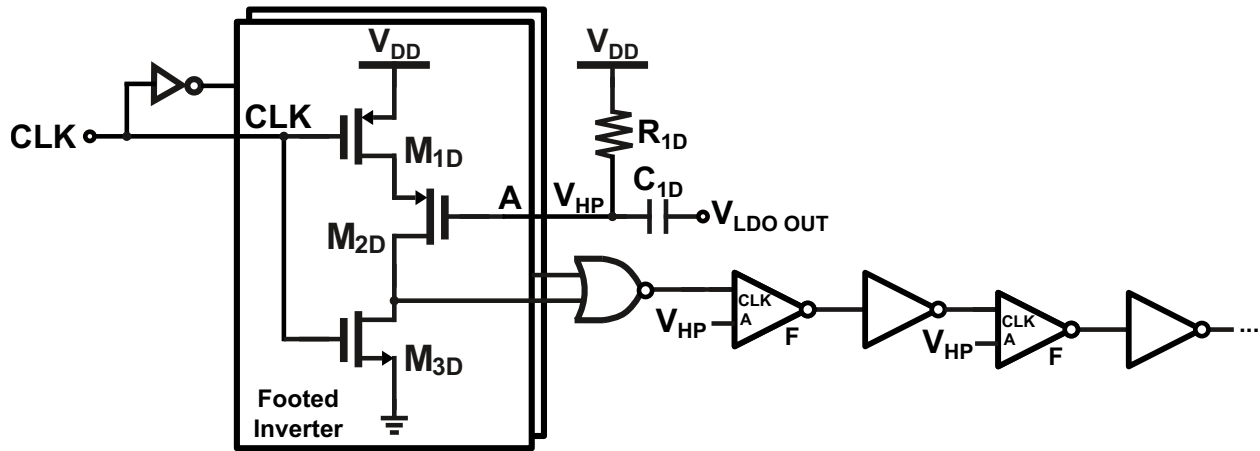 V_DD
V_DD
CLK
CLK
M_1D
R_1D
C_1D
A
V_HP
V_LDO OUT
M_2D
CLK
A
V_HP
F
CLK
A
V_HP
F
...
M_3D
Footed
Inverter